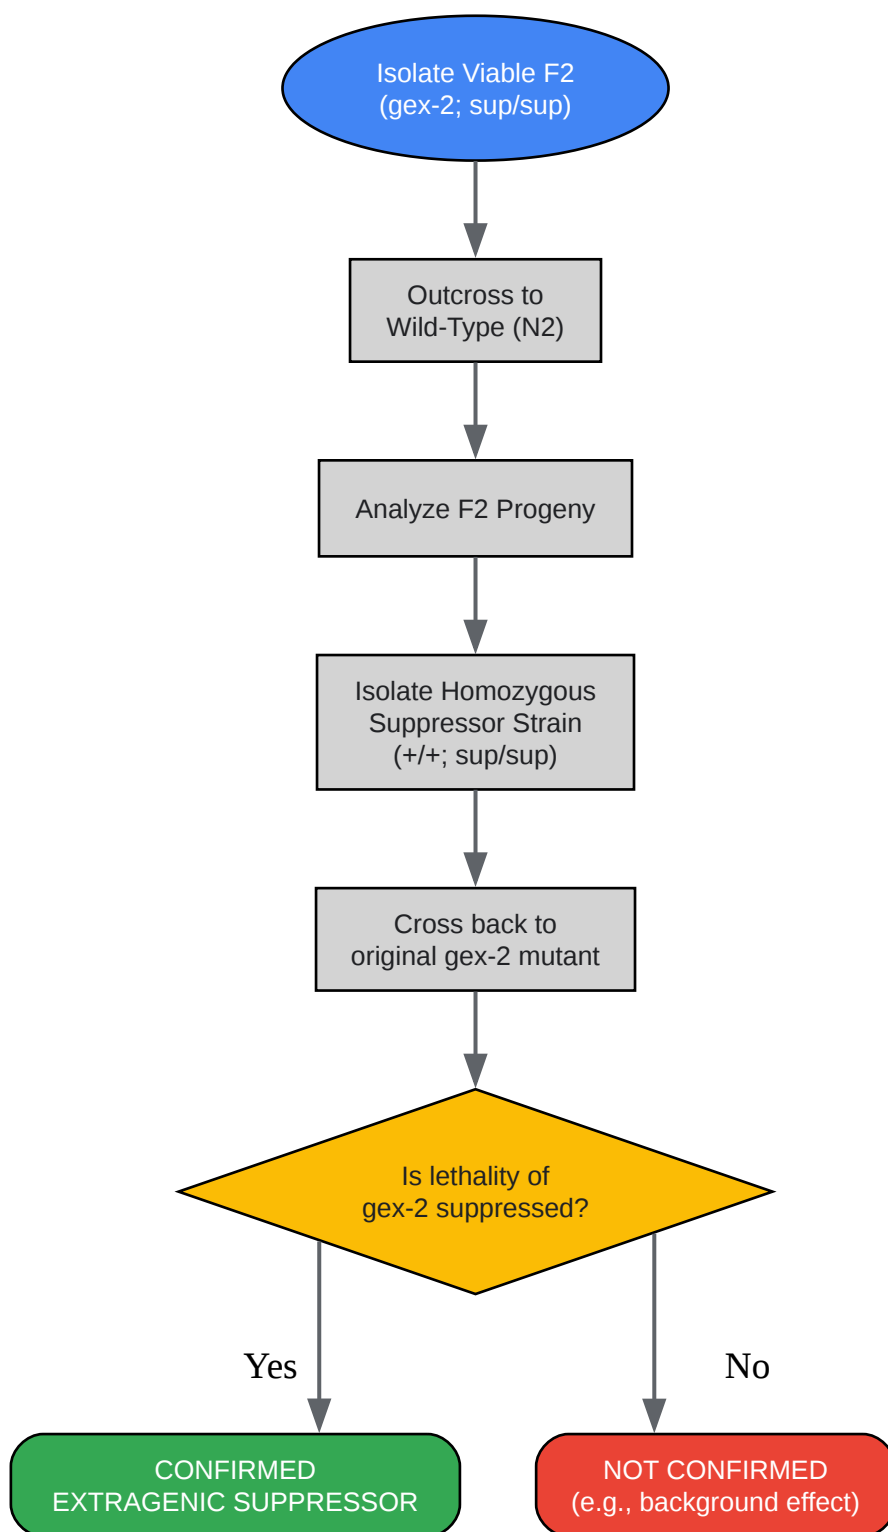 Isolate Viable F2
(gex-2; sup/sup)
Outcross to
Wild-Type (N2)
Analyze F2 Progeny
Isolate Homozygous
Suppressor Strain
(+/+; sup/sup)
Cross back to
original gex-2 mutant
Is lethality of
gex-2 suppressed?
Yes
No
CONFIRMED
EXTRAGENIC SUPPRESSOR
NOT CONFIRMED
(e.g., background effect)